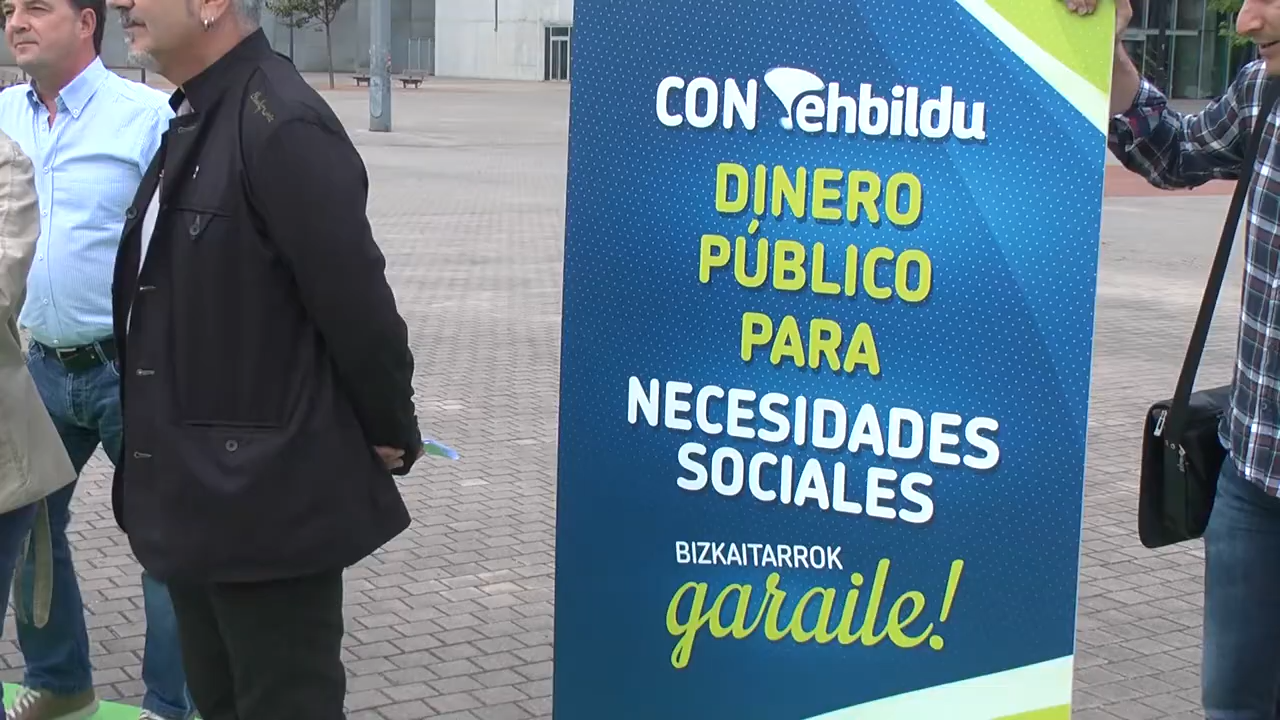 CON ehbildu
DINERO
PÚBLICO
PARA
NECESIDADES
SOCIALES
BIZKAITARROK
garaile!